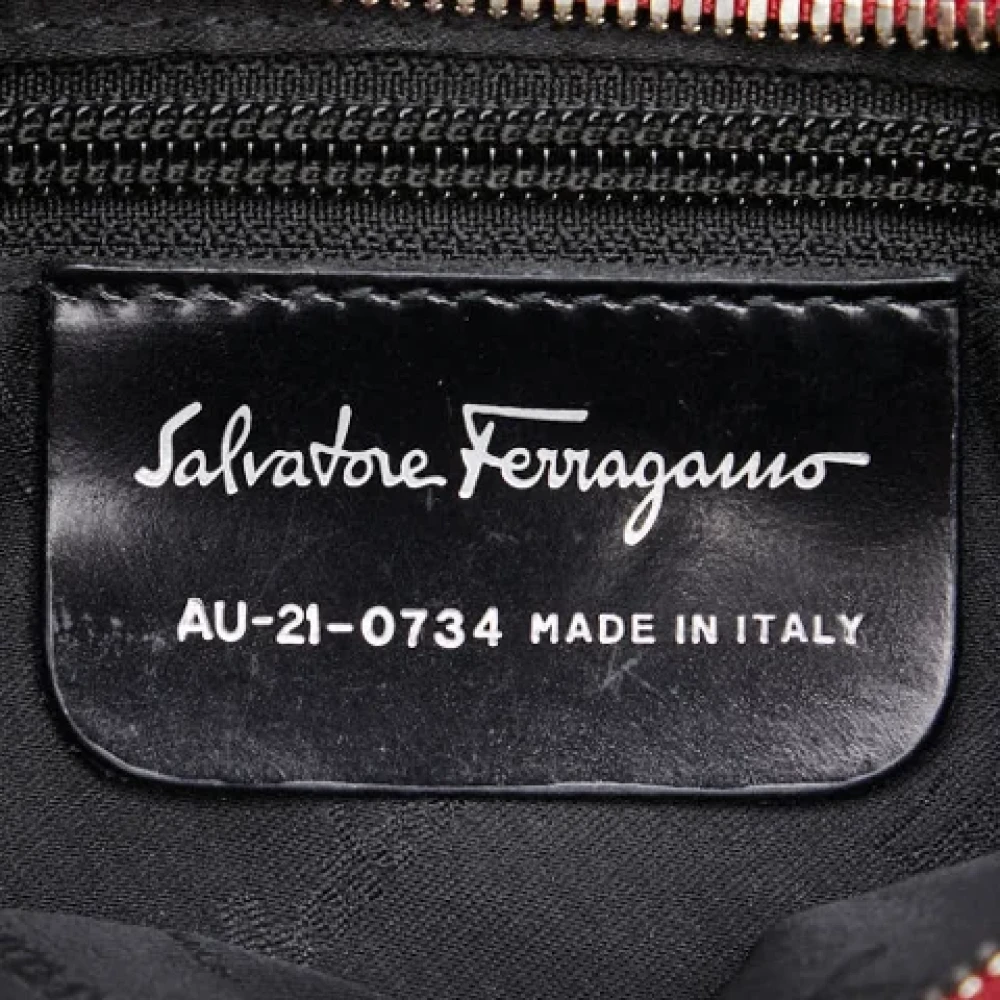 Salvatore Ferragamo
AU-21-0734 MADE IN ITALY